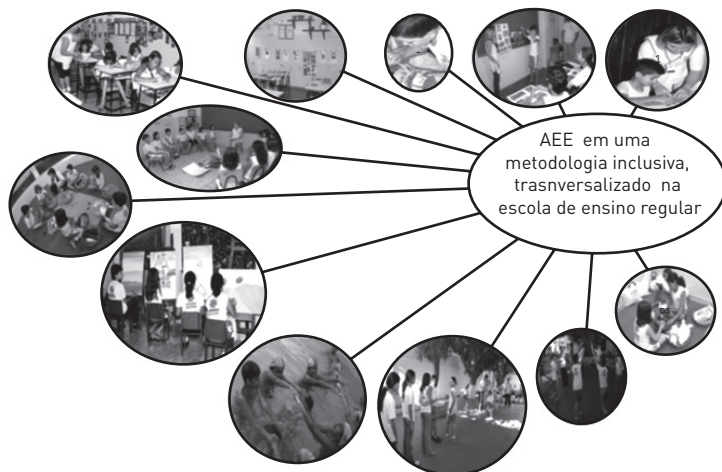 AEE em uma
metodologia inclusiva,
trasnversalizado na
escola de ensino regular